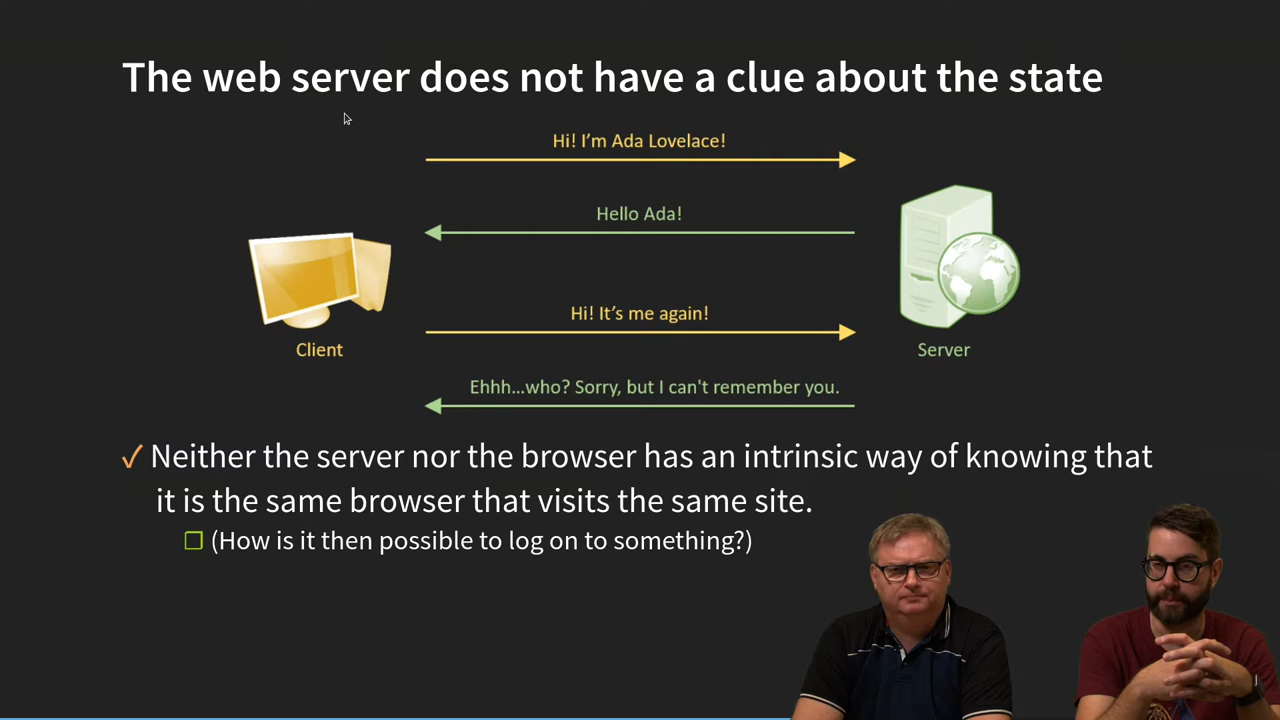 The web server does not have a clue about the state
Hi! I’m Ada Lovelace!
Hello Ada!
Hi! It’s me again!
Client
Server
Ehhh...who? Sorry, but I can't remember you.
✓ Neither the server nor the browser has an intrinsic way of knowing that
it is the same browser that visits the same site.
❒ (How is it then possible to log on to something?)